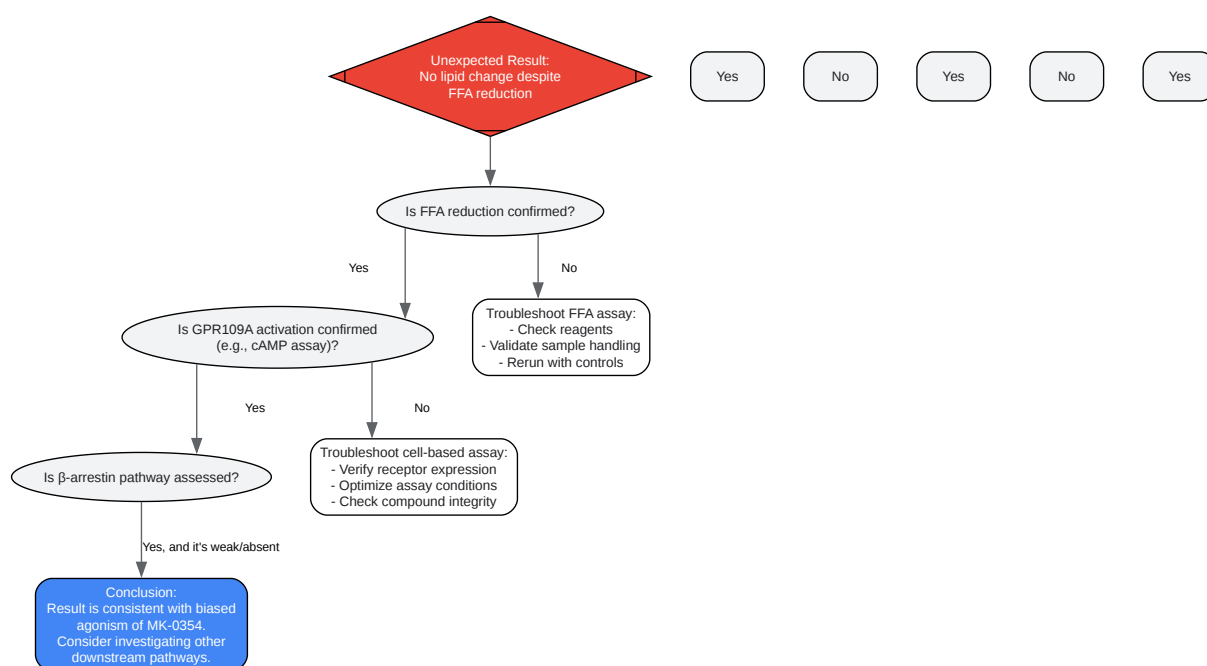 Unexpected Result:
No lipid change despite
FFA reduction
Yes
No
Yes
No
Yes
Is FFA reduction confirmed?
Yes
No
Is GPR109A activation confirmed
(e.g., cAMP assay)?
Troubleshoot FFA assay:
- Check reagents
- Validate sample handling
- Rerun with controls
Yes
No
Is β-arrestin pathway assessed?
Troubleshoot cell-based assay:
- Verify receptor expression
- Optimize assay conditions
- Check compound integrity
Yes, and it's weak/absent
Conclusion:
Result is consistent with biased
agonism of MK-0354.
Consider investigating other
downstream pathways.